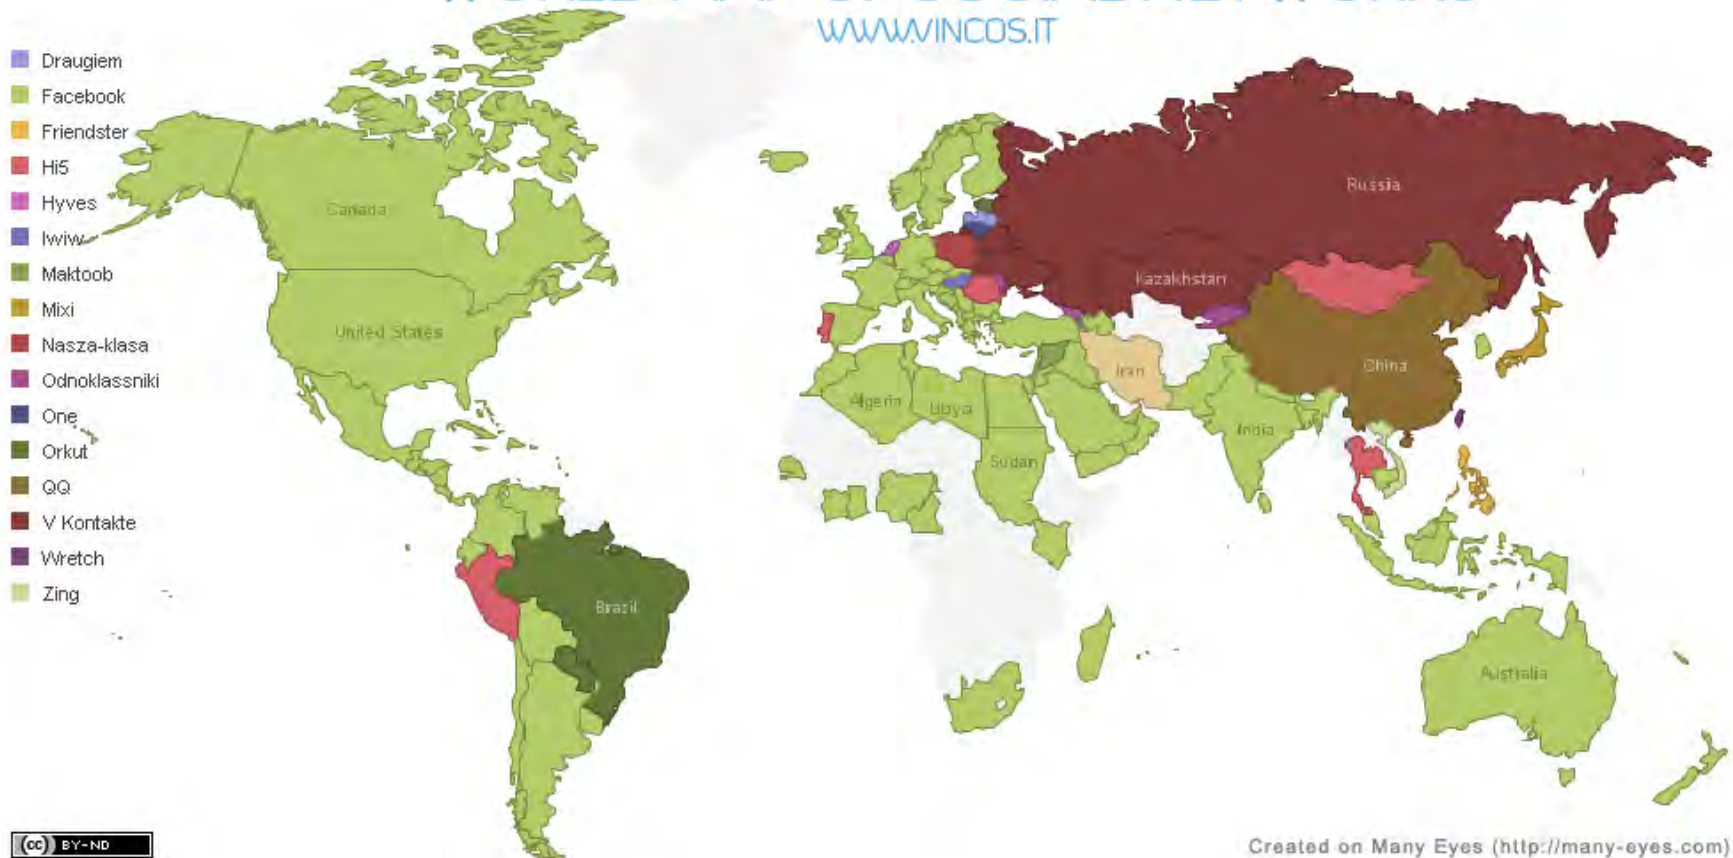 WWW.VINCOS.IT
Draugiem
Facebook
Friendster
Hi5
Hyves
Iwiw
Maktoob
Mixi
Nasza-klasa
Odnoklassniki
One
Orkut
QQ
V Kontakte
Wretch
Zing
Canada
United States
Brazil
Russia
Kazakhstan
China
Iran
Algeria
Libya
India
Sudan
Australia
(cc) BY-ND
Created on Many Eyes (http://many-eyes.com)